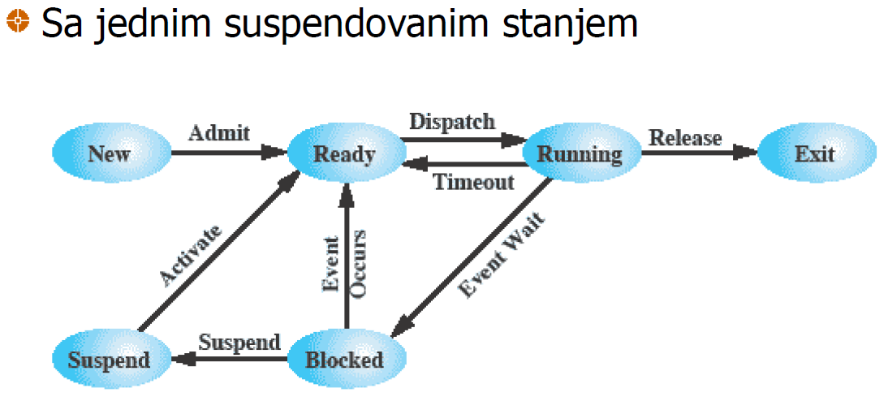 Sa jednim suspendovanim stanjem
Admit
Dispatch
Release
New
Ready
Running
Exit
Timeout
Activate
Event
Occurs
Event Wait
Suspend
Suspend
Blocked